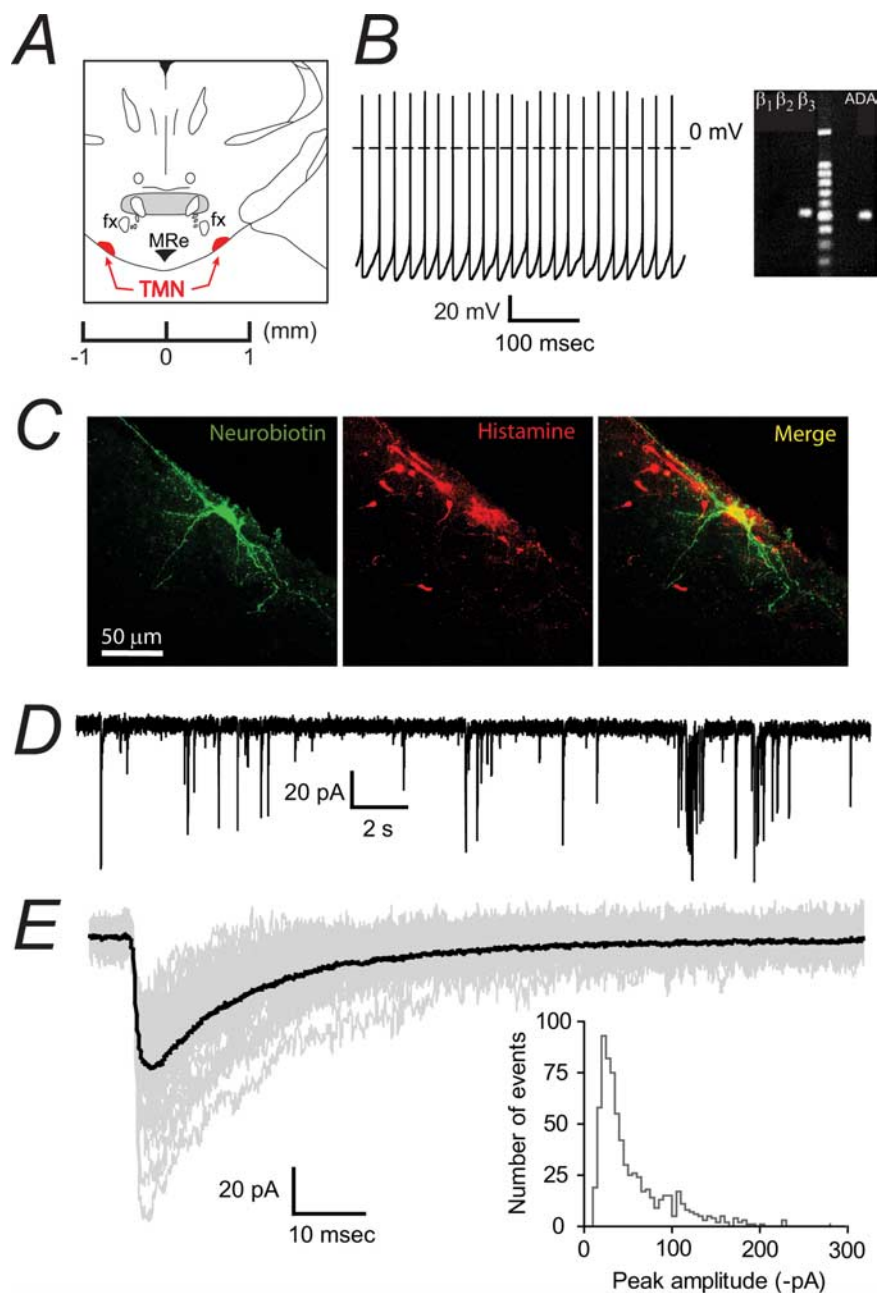 A
fx
fx
MRe
TMN
(mm)
-1 0 1
B
0 mV
20 mV
100 msec
β1 β2 β3 ADA
C
Neurobiotin
Histamine
Merge
50 μm
D
20 pA
2 s
E
20 pA
10 msec
Number of events
100
75
50
25
0
0 100 200 300
Peak amplitude (-pA)